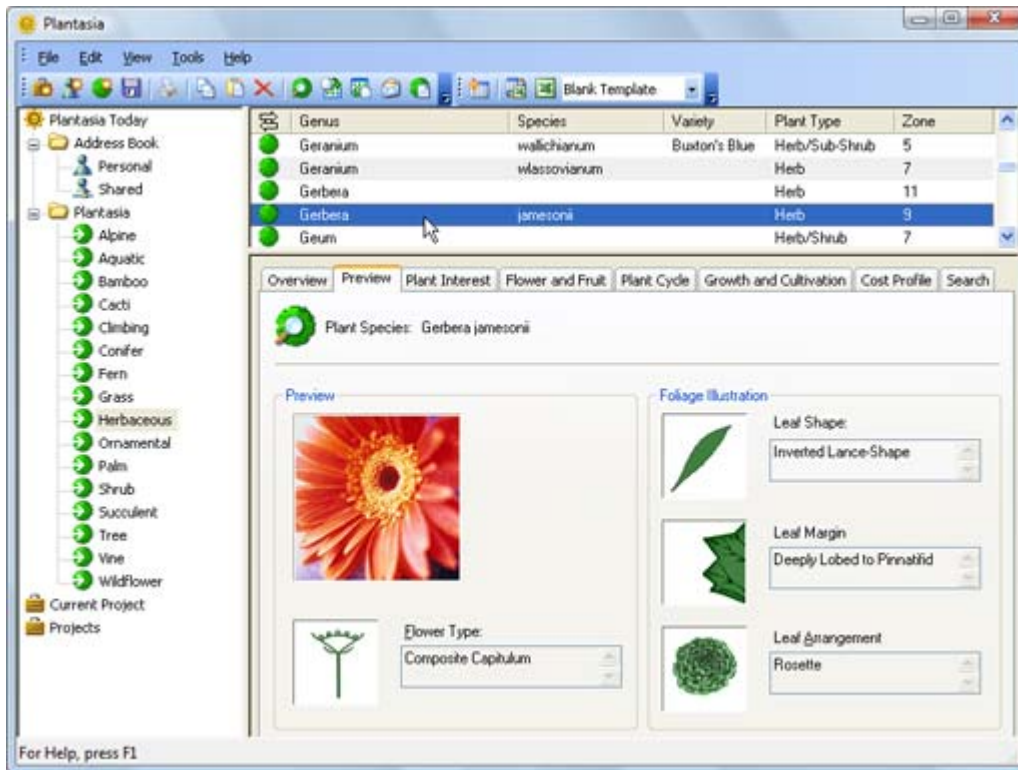 Plantasia
File Edit View Tools Help
Blank Template
Plantasia Today
Address Book
Personal
Shared
Plantasia
Alpine
Aquatic
Bamboo
Cacti
Climbing
Conifer
Fern
Grass
Herbaceous
Ornamental
Palm
Shrub
Succulent
Tree
Vine
Wildflower
Current Project
Projects
Genus Species Variety Plant Type Zone
Geranium wallichianum Buxton's Blue Herb/Sub-Shrub 5
Geranium wlassovianum Herb 7
Gerbera Herb 11
Gerbera jamesonii Herb 9
Geum Herb/Shrub 7
Overview Preview Plant Interest Flower and Fruit Plant Cycle Growth and Cultivation Cost Profile Search
Plant Species: Gerbera jamesonii
Preview
Flower Type:
Composite Capitulum
Foliage Illustration
Leaf Shape:
Inverted Lance-Shape
Leaf Margin
Deeply Lobed to Pinnatifid
Leaf Arrangement
Rosette
For Help, press F1